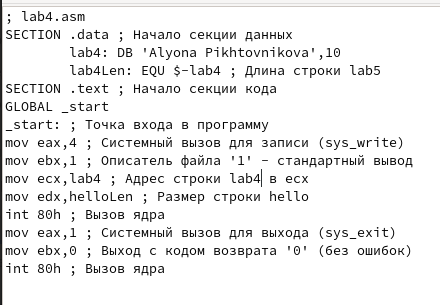 ; lab4.asm
SECTION .data ; Начало секции данных
lab4: DB 'Alyona Pikhtovnikova',10
lab4Len: EQU $-lab4 ; Длина строки lab5
SECTION .text ; Начало секции кода
GLOBAL _start
_start: ; Точка входа в программу
mov eax,4 ; Системный вызов для записи (sys_write)
mov ebx,1 ; Описатель файла '1' - стандартный вывод
mov ecx,lab4 ; Адрес строки lab4 в ecx
mov edx,helloLen ; Размер строки hello
int 80h ; Вызов ядра
mov eax,1 ; Системный вызов для выхода (sys_exit)
mov ebx,0 ; Выход с кодом возврата '0' (без ошибок)
int 80h ; Вызов ядра